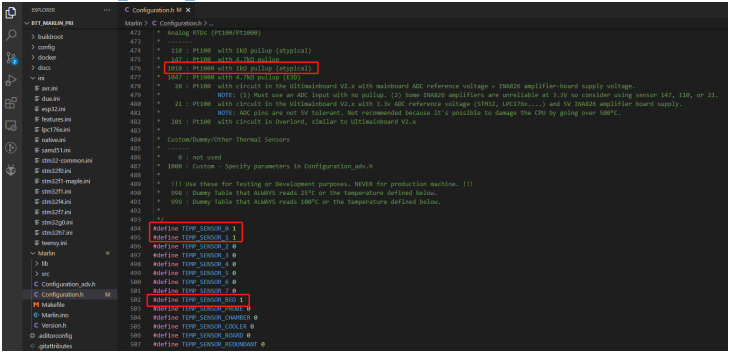 EXPLORER
BTT_MARLIN_PRI
> buildroot
> config
> docker
> docs
ini
avr.ini
due.ini
esp32.ini
features.ini
lpc176x.ini
native.ini
samd51.ini
stm32-common.ini
stm32f0.ini
stm32f1-maple.ini
stm32f1.ini
stm32f4.ini
stm32f7.ini
stm32g0.ini
stm32h7.ini
teensy.ini
Marlin
> lib
> src
C Configuration_adv.h
C Configuration.h M
M Makefile
Marlin.ino
C Version.h
.editorconfig
.gitattributes
C Configuration.h M X
Marlin > C Configuration.h > ...
472 * Analog RTDs (Pt100/Pt1000)
473 * -------
474 * 110 : Pt100 with 1kΩ pullup (atypical)
475 * 147 : Pt100 with 4.7kΩ pullup
476 * 1010 : Pt1000 with 1kΩ pullup (atypical)
477 * 1047 : Pt1000 with 4.7kΩ pullup (E3D)
478 * 20 : Pt100 with circuit in the Ultimainboard V2.x with mainboard ADC reference voltage = INA826 amplifier-board supply voltage.
479 * NOTE: (1) Must use an ADC input with no pullup. (2) Some INA826 amplifiers are unreliable at 3.3V so consider using sensor 147, 110, or 21.
480 * 21 : Pt100 with circuit in the Ultimainboard V2.x with 3.3v ADC reference voltage (STM32, LPC176x....) and 5V INA826 amplifier board supply.
481 * NOTE: ADC pins are not 5V tolerant. Not recommended because it's possible to damage the CPU by going over 500°C.
482 * 201 : Pt100 with circuit in Overlord, similar to Ultimainboard V2.x
483 *
484 * Custom/Dummy/Other Thermal Sensors
485 * ------
486 * 0 : not used
487 * 1000 : Custom - Specify parameters in Configuration_adv.h
488 *
489 * !!! Use these for Testing or Development purposes. NEVER for production machine. !!!
490 * 998 : Dummy Table that ALWAYS reads 25°C or the temperature defined below.
491 * 999 : Dummy Table that ALWAYS reads 100°C or the temperature defined below.
492 *
493 */
494 #define TEMP_SENSOR_0 1
495 #define TEMP_SENSOR_1 1
496 #define TEMP_SENSOR_2 0
497 #define TEMP_SENSOR_3 0
498 #define TEMP_SENSOR_4 0
499 #define TEMP_SENSOR_5 0
500 #define TEMP_SENSOR_6 0
501 #define TEMP_SENSOR_7 0
502 #define TEMP_SENSOR_BED 1
503 #define TEMP_SENSOR_PROBE 0
504 #define TEMP_SENSOR_CHAMBER 0
505 #define TEMP_SENSOR_COOLER 0
506 #define TEMP_SENSOR_BOARD 0
507 #define TEMP_SENSOR_REDUNDANT 0